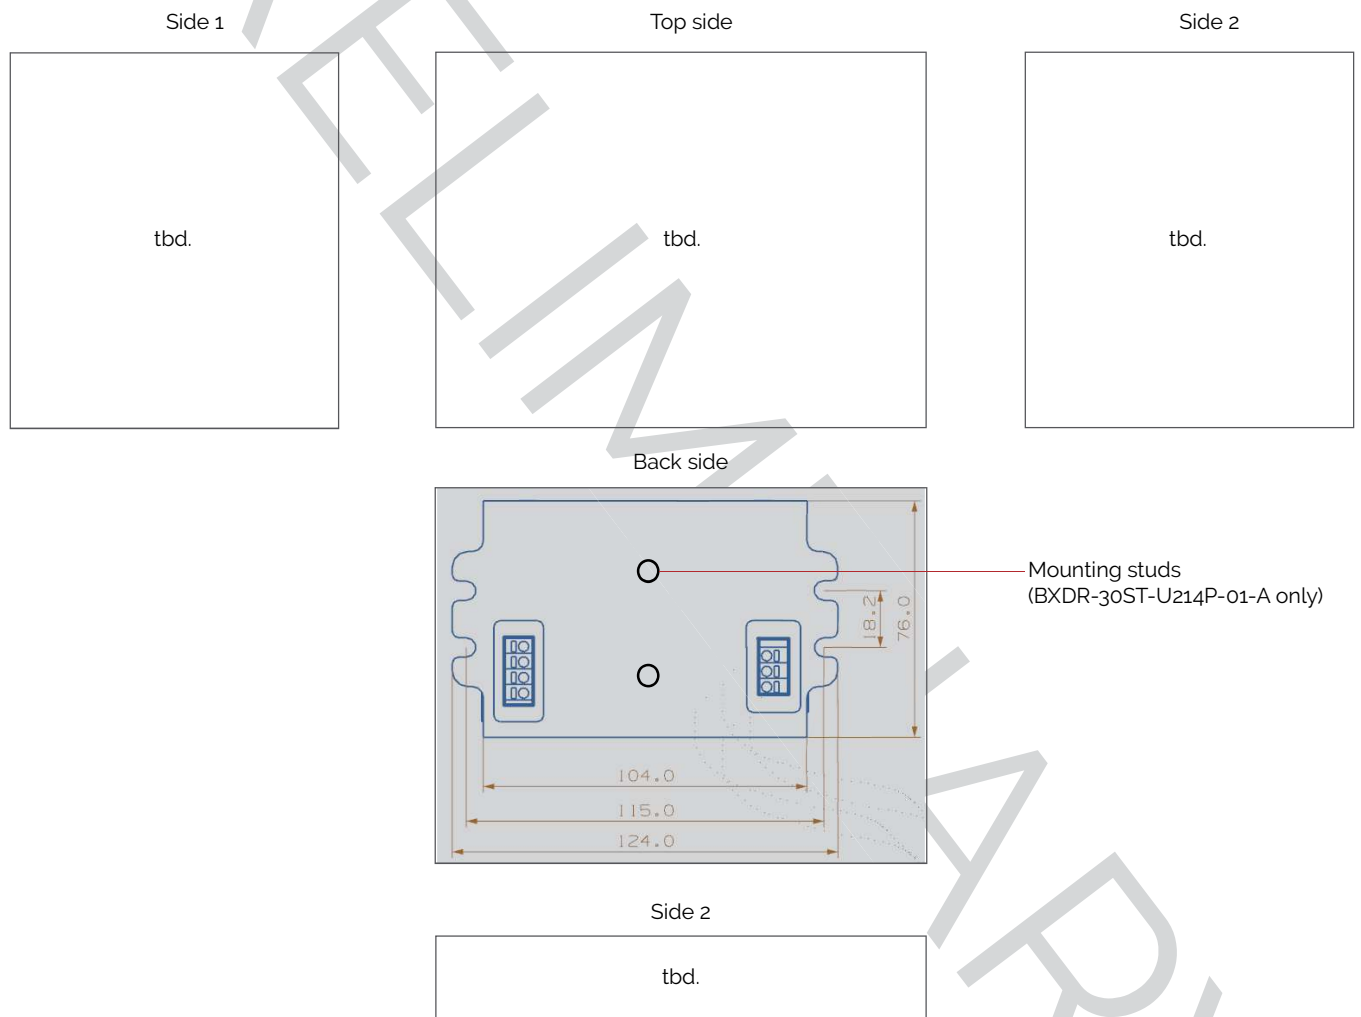 Side 1
Top side
Side 2
tbd.
tbd.
tbd.
Back side
Mounting studs
(BXDR-30ST-U214P-01-A only)
18.2
76.0
104.0
115.0
124.0
Side 2
tbd.